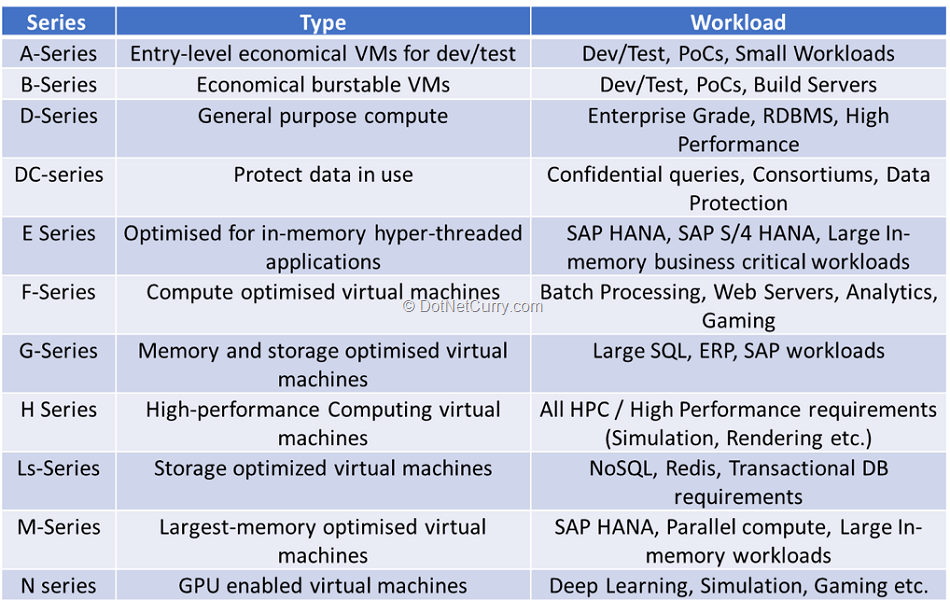 Series Type Workload
A-Series Entry-level economical VMs for dev/test Dev/Test, PoCs, Small Workloads
B-Series Economical burstable VMs Dev/Test, PoCs, Build Servers
D-Series General purpose compute Enterprise Grade, RDBMS, High
Performance
DC-series Protect data in use Confidential queries, Consortiums, Data
Protection
E Series Optimised for in-memory hyper-threaded SAP HANA, SAP S/4 HANA, Large In-
applications memory business critical workloads
F-Series Compute optimised virtual machines Batch Processing, Web Servers, Analytics,
© DotNetCurry.com Gaming
G-Series Memory and storage optimised virtual Large SQL, ERP, SAP workloads
machines
H Series High-performance Computing virtual All HPC / High Performance requirements
machines (Simulation, Rendering etc.)
Ls-Series Storage optimized virtual machines NoSQL, Redis, Transactional DB
requirements
M-Series Largest-memory optimised virtual SAP HANA, Parallel compute, Large In-
machines memory workloads
N series GPU enabled virtual machines Deep Learning, Simulation, Gaming etc.